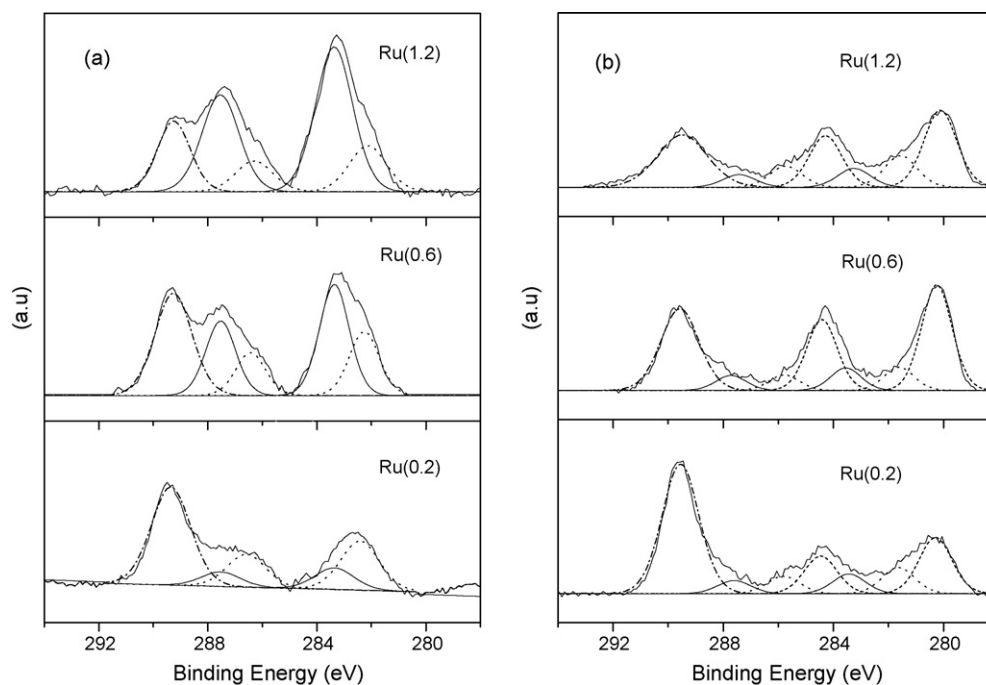 (a)
Ru(1.2)
Ru(0.6)
(a.u)
Ru(0.2)
292 288 284 280
Binding Energy (eV)
(b)
Ru(1.2)
Ru(0.6)
(a.u)
Ru(0.2)
292 288 284 280
Binding Energy (eV)